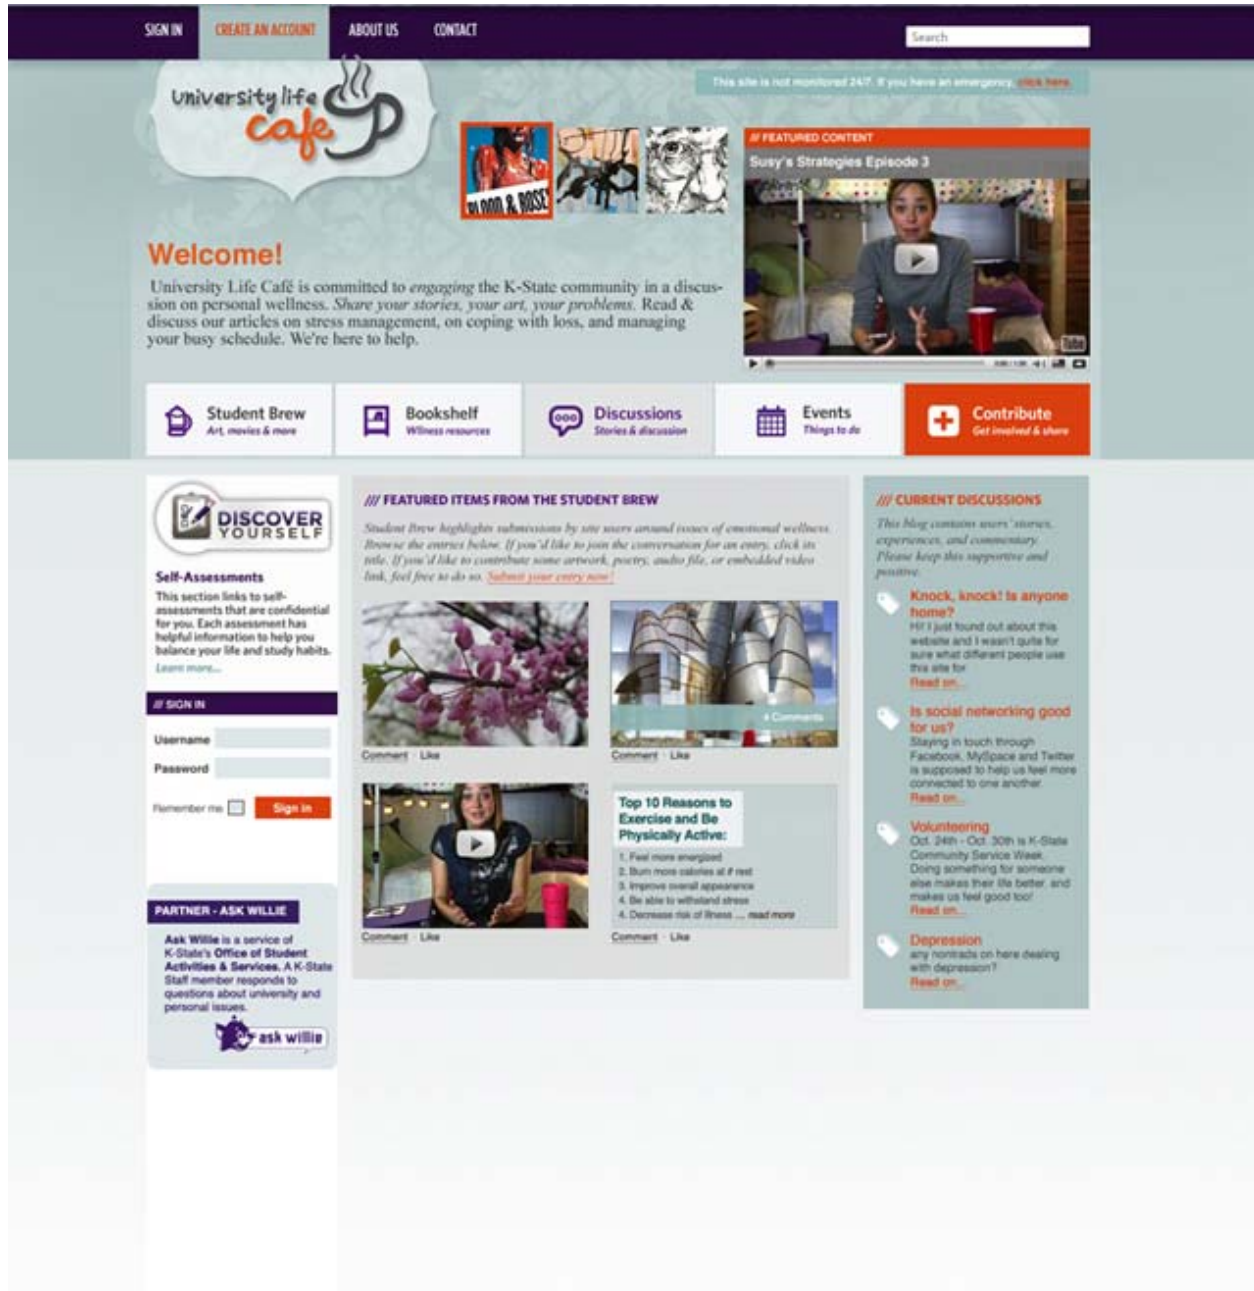 SIGN IN
CREATE AN ACCOUNT
ABOUT US
CONTACT
Search
This site is not monitored 24/7. If you have an emergency, click here.
University life
cafe
BLOOD & ROSE
/// FEATURED CONTENT
Susy's Strategies Episode 3
Tube
Welcome!
University Life Café is committed to engaging the K-State community in a discus-
sion on personal wellness. Share your stories, your art, your problems. Read &
discuss our articles on stress management, on coping with loss, and managing
your busy schedule. We're here to help.
Student Brew
Art, movies & more
Bookshelf
Wllness resources
Discussions
Stories & discussion
Events
Things to do
Contribute
Get involved & share
DISCOVER
YOURSELF
Self-Assessments
This section links to self-
assessments that are confidential
for you. Each assessment has
helpful information to help you
balance your life and study habits.
Learn more...
/// SIGN IN
Username
Password
Remember me
Sign in
PARTNER - ASK WILLIE
Ask Willie is a service of
K-State's Office of Student
Activities & Services. A K-State
Staff member responds to
questions about university and
personal issues.
ask willie
/// FEATURED ITEMS FROM THE STUDENT BREW
Student Brew highlights submissions by site users around issues of emotional wellness.
Browse the entries below. If you'd like to join the conversation for an entry, click its
title. If you'd like to contribute some artwork, poetry, audio file, or embedded video
link, feel free to do so. Submit your entry now!
4 Comments
Comment · Like
Comment · Like
Top 10 Reasons to
Exercise and Be
Physically Active:
1. Feel more energized
2. Burn more calories at # rest
3. Improve overall appearance
4. Be able to withstand stress
4. Decrease risk of illness ... read more
Comment · Like
Comment · Like
/// CURRENT DISCUSSIONS
This blog contains users' stories,
experiences, and commentary.
Please keep this supportive and
positive.
Knock, knock! Is anyone
home?
Hi! I just found out about this
website and I wasn't quite for
sure what different people use
this site for
Read on...
Is social networking good
for us?
Staying in touch through
Facebook, MySpace and Twitter
is supposed to help us feel more
connected to one another.
Read on...
Volunteering
Oct. 24th - Oct. 30th is K-State
Community Service Week.
Doing something for someone
else makes their life better, and
makes us feel good too!
Read on...
Depression
any nontrads on here dealing
with depression?
Read on...